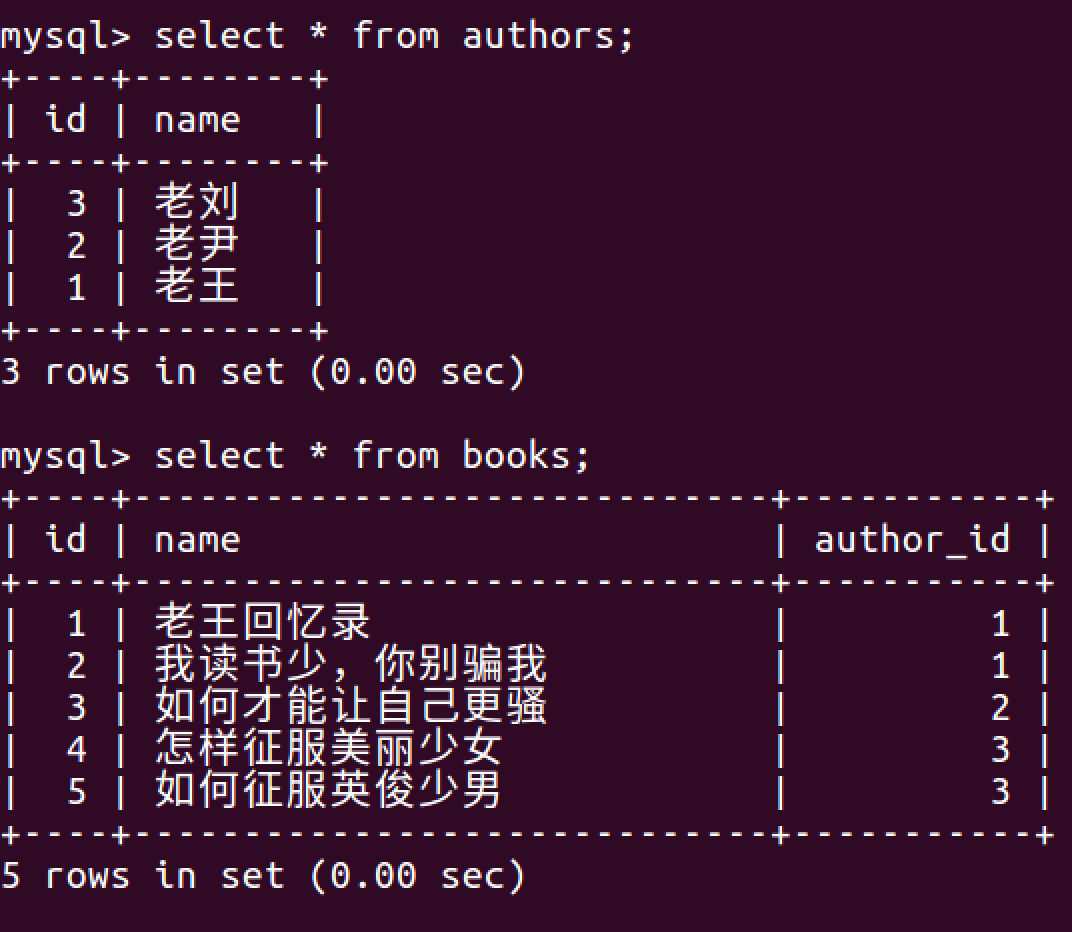 mysql> select * from authors;
+----+--------+
| id | name   |
+----+--------+
|  3 | 老刘   |
|  2 | 老尹   |
|  1 | 老王   |
+----+--------+
3 rows in set (0.00 sec)

mysql> select * from books;
+----+-----------------------------+-----------+
| id | name                        | author_id |
+----+-----------------------------+-----------+
|  1 | 老王回忆录                  |         1 |
|  2 | 我读书少，你别骗我          |         1 |
|  3 | 如何才能让自己更骚          |         2 |
|  4 | 怎样征服美丽少女            |         3 |
|  5 | 如何征服英俊少男            |         3 |
+----+-----------------------------+-----------+
5 rows in set (0.00 sec)